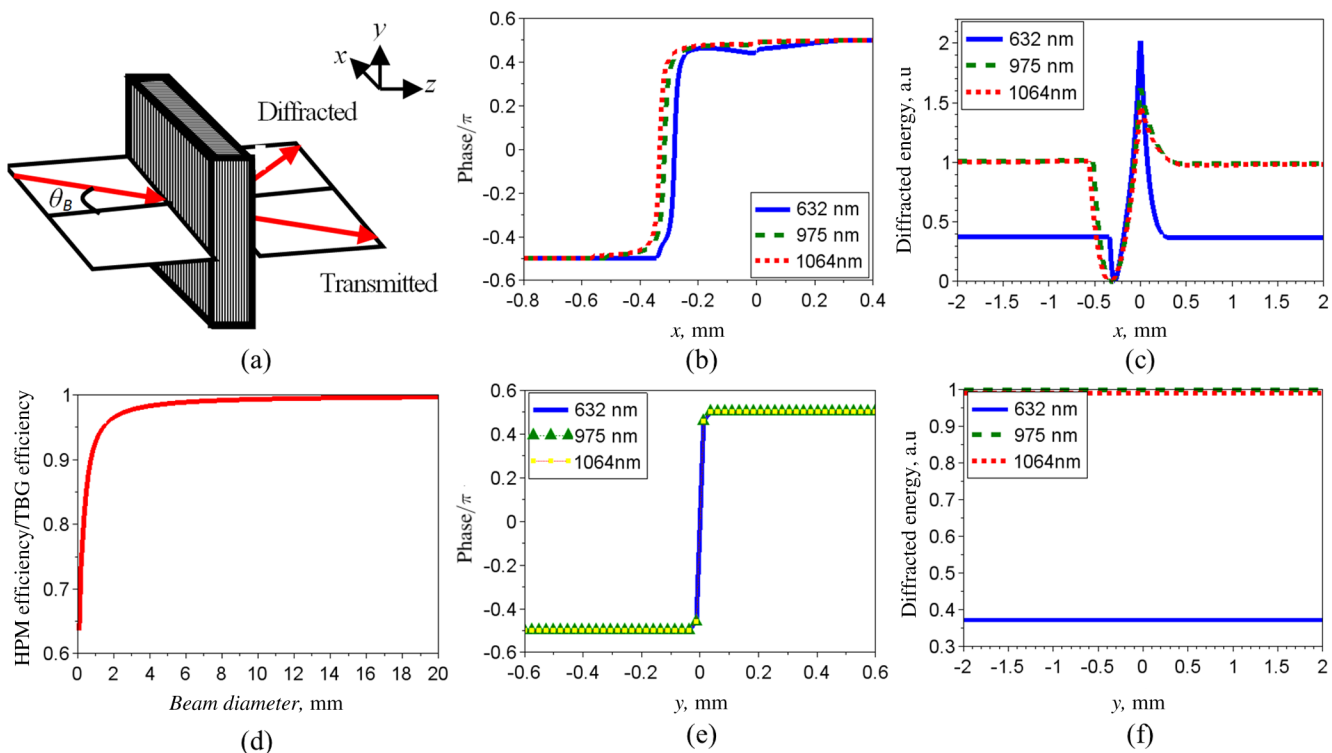 y
x
z
Diffracted
θB
Transmitted
(a)
0.6
0.4
0.2
0
-0.2
-0.4
-0.6
Phase/π
632 nm
975 nm
1064nm
-0.8 -0.6 -0.4 -0.2 0 0.2 0.4
x, mm
(b)
2
1.5
1
0.5
0
Diffracted energy, a.u
632 nm
975 nm
1064nm
-2 -1.5 -1 -0.5 0 0.5 1 1.5 2
x, mm
(c)
1
0.9
0.8
0.7
0.6
HPM efficiency/TBG efficiency
0 2 4 6 8 10 12 14 16 18 20
Beam diameter, mm
(d)
0.6
0.4
0.2
0
-0.2
-0.4
-0.6
Phase/π
632 nm
975 nm
1064nm
-0.6 -0.4 -0.2 0 0.2 0.4 0.6
y, mm
(e)
1
0.9
0.8
0.7
0.6
0.5
0.4
0.3
Diffracted energy, a.u
632 nm
975 nm
1064nm
-2 -1.5 -1 -0.5 0 0.5 1 1.5 2
y, mm
(f)